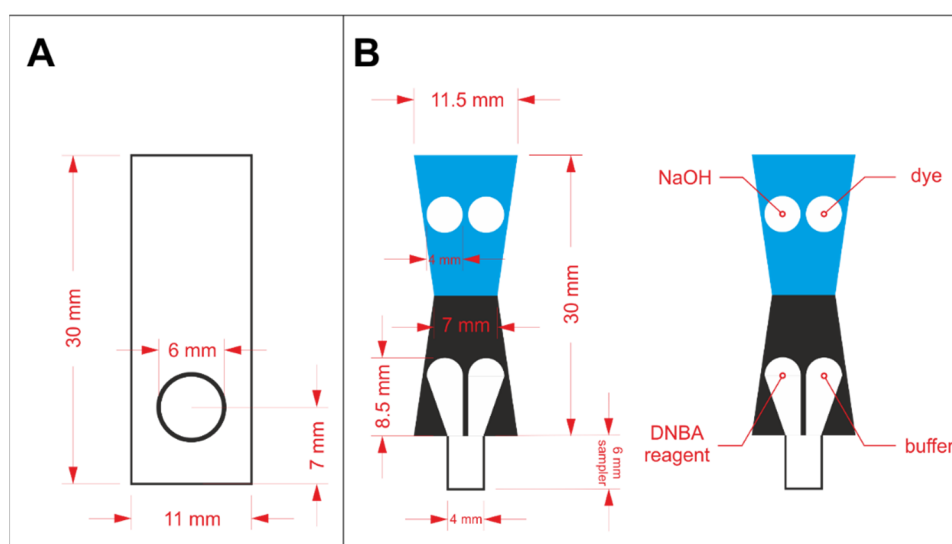 A
B
11.5 mm
NaOH
dye
4 mm
30 mm
30 mm
6 mm
7 mm
8.5 mm
7 mm
DNBA
reagent
buffer
6 mm
sampler
11 mm
4 mm